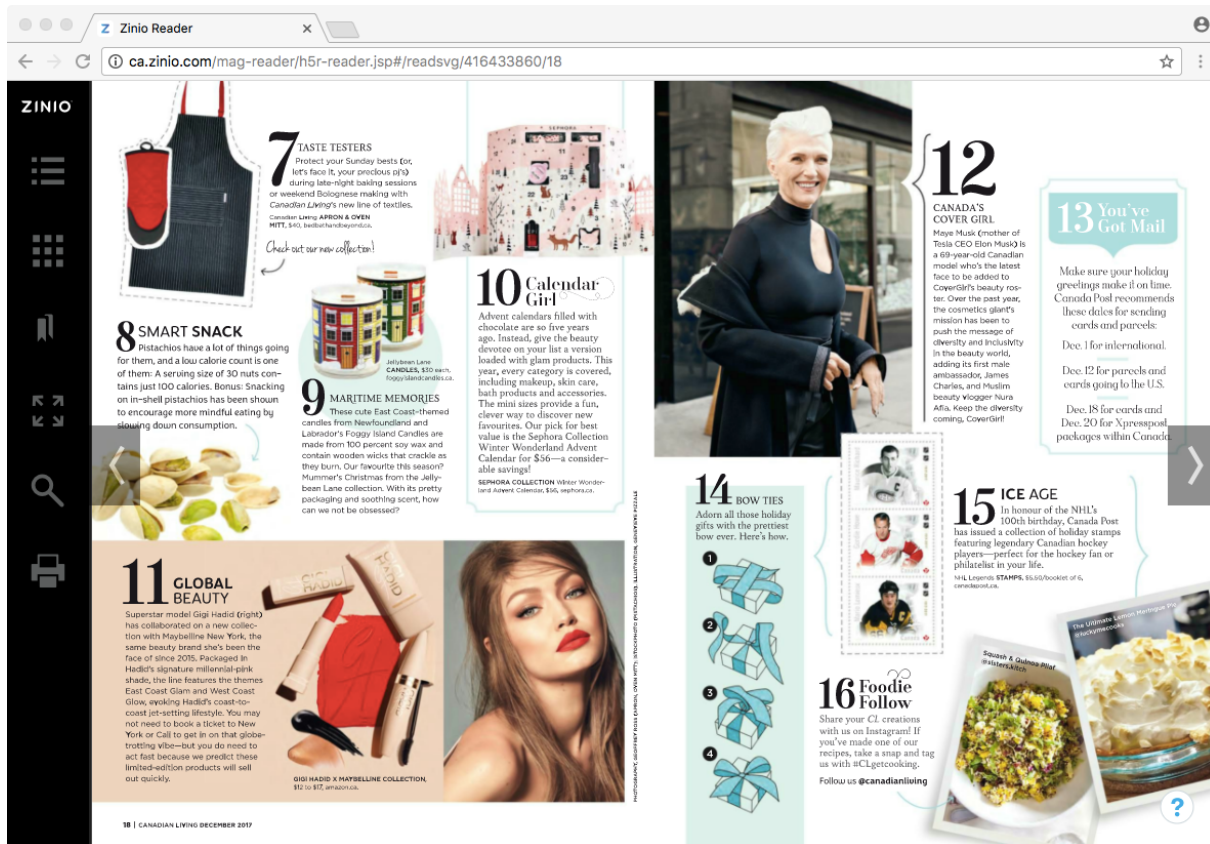 Zinio Reader
ca.zinio.com/mag-reader/h5r-reader.jsp#/readsvg/416433860/18
ZINIO
7 TASTE TESTERS
Protect your Sunday bests (or,
let's face it, your precious pj's)
during late-night baking sessions
or weekend Bolognese making with
Canadian Living's new line of textiles.
Canadian Living APRON & OVEN
MITT, $40, bedbathandbeyond.ca.
Check out our new collection!
8 SMART SNACK
Pistachios have a lot of things going
for them, and a low calorie count is one
of them: A serving size of 30 nuts con-
tains just 100 calories. Bonus: Snacking
on in-shell pistachios has been shown
to encourage more mindful eating by
slowing down consumption.
Jellybean Lane
CANDLES, $30 each,
foggyislandcandles.ca.
9 MARITIME MEMORIES
These cute East Coast–themed
candles from Newfoundland and
Labrador's Foggy Island Candles are
made from 100 percent soy wax and
contain wooden wicks that crackle as
they burn. Our favourite this season?
Mummer's Christmas from the Jelly-
bean Lane collection. With its pretty
packaging and soothing scent, how
can we not be obsessed?
SEPHORA
10 Calendar
Girl
Advent calendars filled with
chocolate are so five years
ago. Instead, give the beauty
devotee on your list a version
loaded with glam products. This
year, every category is covered,
including makeup, skin care,
bath products and accessories.
The mini sizes provide a fun,
clever way to discover new
favourites. Our pick for best
value is the Sephora Collection
Winter Wonderland Advent
Calendar for $56—a consider-
able savings!
SEPHORA COLLECTION Winter Wonder-
land Advent Calendar, $56, sephora.ca.
11 GLOBAL
BEAUTY
Superstar model Gigi Hadid (right)
has collaborated on a new collec-
tion with Maybelline New York, the
same beauty brand she's been the
face of since 2015. Packaged in
Hadid's signature millennial-pink
shade, the line features the themes
East Coast Glam and West Coast
Glow, evoking Hadid's coast-to-
coast jet-setting lifestyle. You may
not need to book a ticket to New
York or Cali to get in on that globe-
trotting vibe—but you do need to
act fast because we predict these
limited-edition products will sell
out quickly.
GIGI HADID X MAYBELLINE COLLECTION,
$12 to $17, amazon.ca.
18 | CANADIAN LIVING DECEMBER 2017
12
CANADA'S
COVER GIRL
Maye Musk (mother of
Tesla CEO Elon Musk) is
a 69-year-old Canadian
model who's the latest
face to be added to
CoverGirl's beauty ros-
ter. Over the past year,
the cosmetics giant's
mission has been to
push the message of
diversity and inclusivity
in the beauty world,
adding its first male
ambassador, James
Charles, and Muslim
beauty vlogger Nura
Afia. Keep the diversity
coming, CoverGirl!
13 You've
Got Mail
Make sure your holiday
greetings make it on time.
Canada Post recommends
these dates for sending
cards and parcels:
Dec. 1 for international.
Dec. 12 for parcels and
cards going to the U.S.
Dec. 18 for cards and
Dec. 20 for Xpresspost
packages within Canada.
14 BOW TIES
Adorn all those holiday
gifts with the prettiest
bow ever. Here's how.
1
2
3
4
15 ICE AGE
In honour of the NHL's
100th birthday, Canada Post
has issued a collection of holiday stamps
featuring legendary Canadian hockey
players—perfect for the hockey fan or
philatelist in your life.
NHL Legends STAMPS, $5.50/booklet of 6,
canadapost.ca.
16 Foodie
Follow
Share your CL creations
with us on Instagram! If
you've made one of our
recipes, take a snap and tag
us with #CLgetcooking.
Follow us @canadianliving
Squash & Quinoa Pilaf
@sisters.kitch
The Ultimate Lemon Meringue Pie
@luckymecooks
?